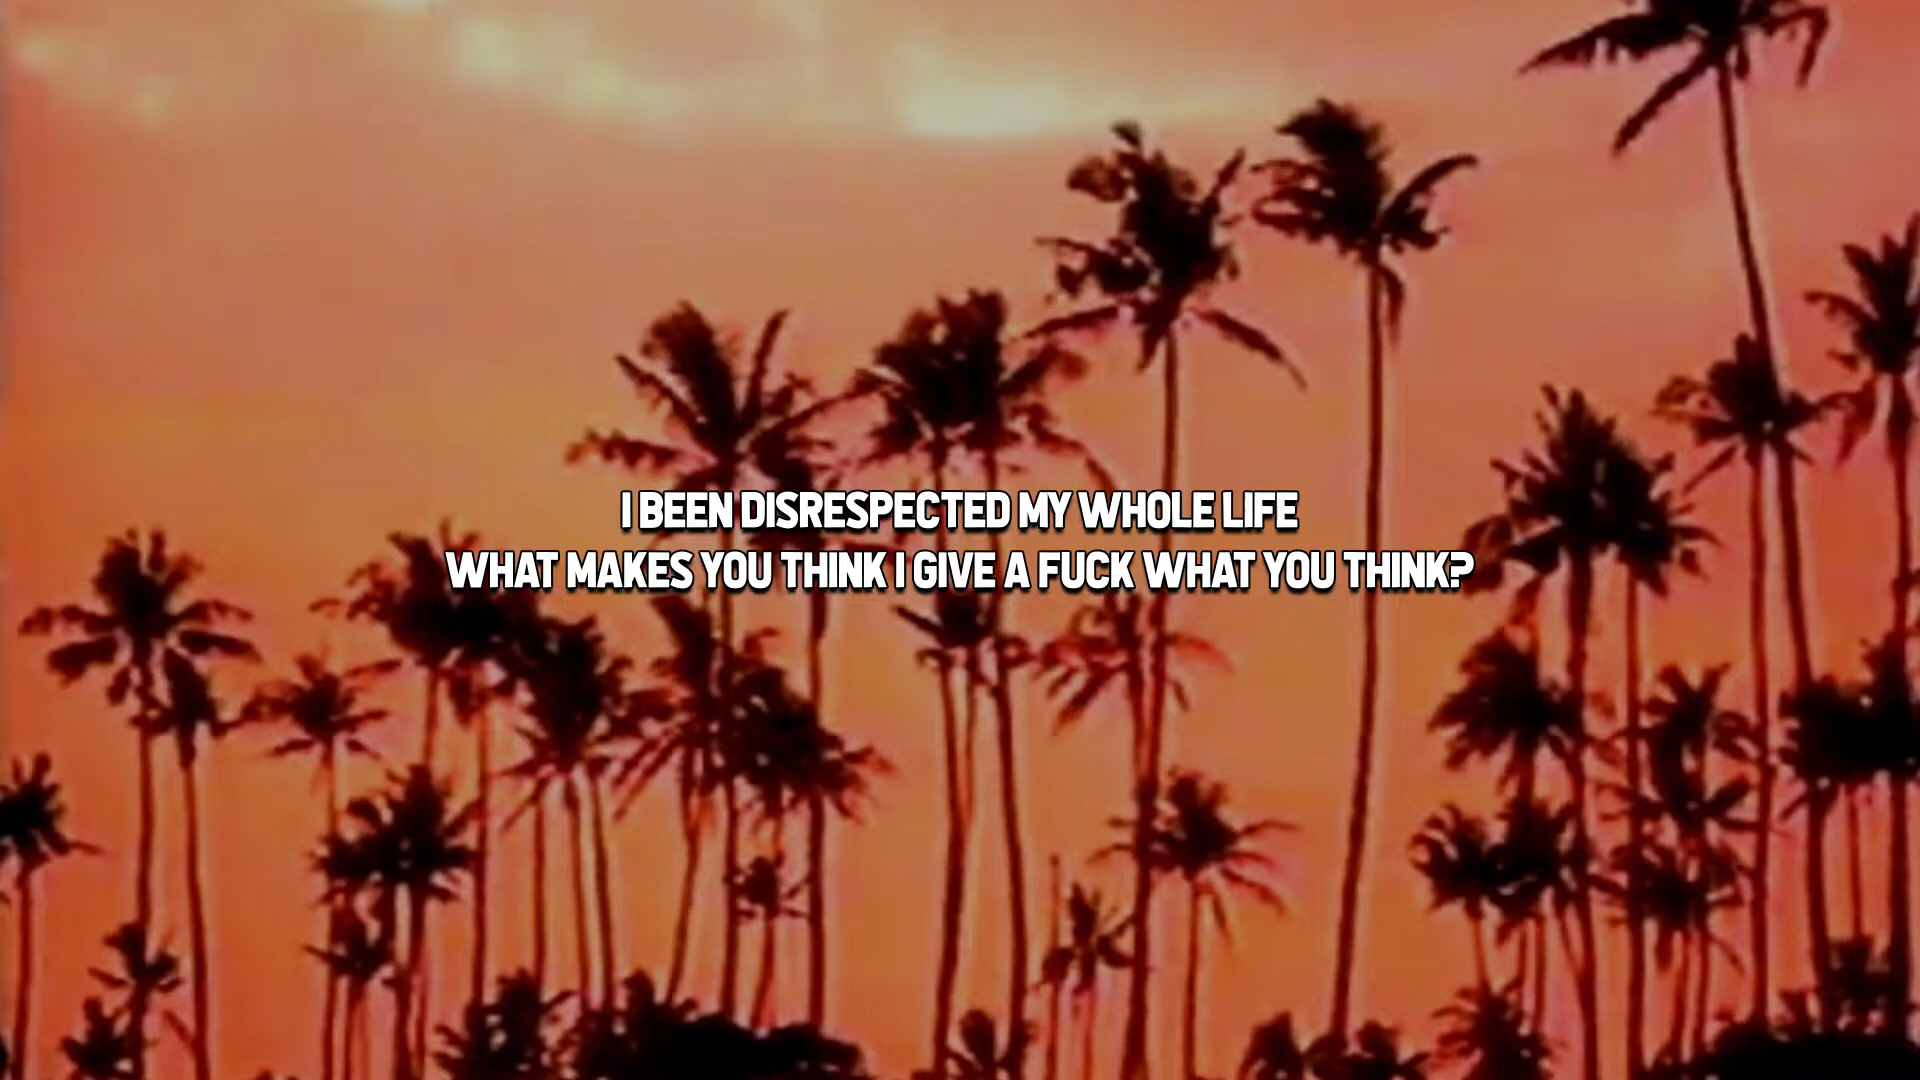 I BEEN DISRESPECTED MY WHOLE LIFE
WHAT MAKES YOU THINK I GIVE A FUCK WHAT YOU THINK?